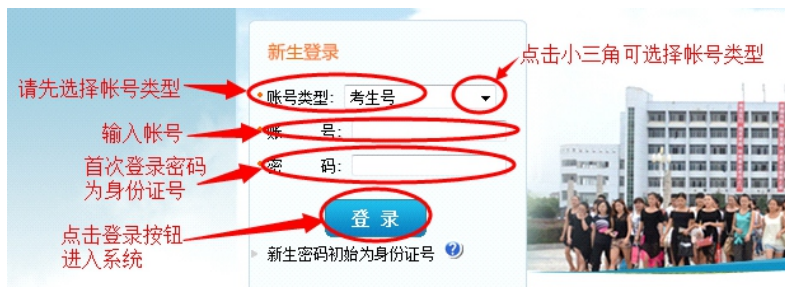 新生登录
点击小三角可选择帐号类型
请先选择帐号类型
账号类型: 考生号
输入帐号
账 号:
首次登录密码
为身份证号
密 码:
登 录
点击登录按钮
进入系统
新生密码初始为身份证号